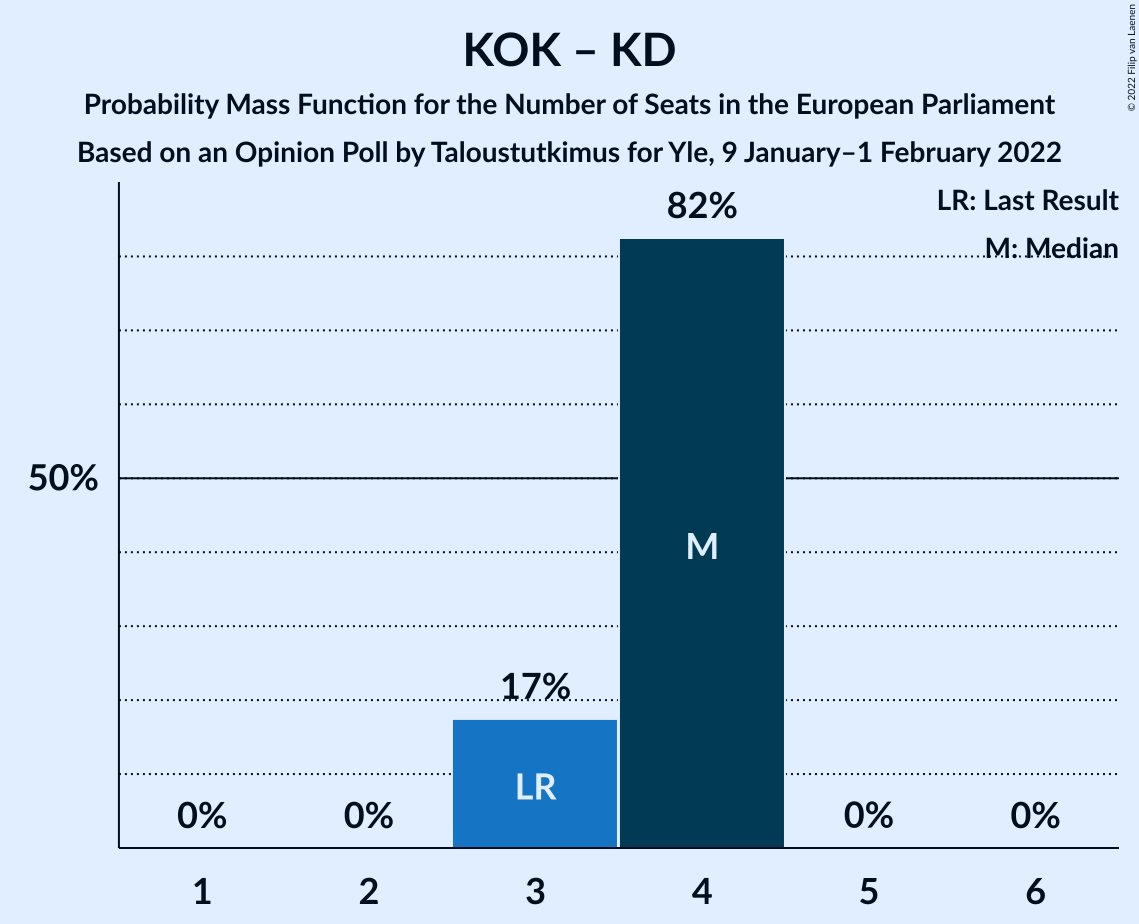 KOK – KD
Probability Mass Function for the Number of Seats in the European Parliament
Based on an Opinion Poll by Taloustutkimus for Yle, 9 January–1 February 2022
© 2022 Filip van Laenen
LR: Last Result
M: Median
82%
50%
M
17%
LR
0%
0%
0%
0%
1
2
3
4
5
6